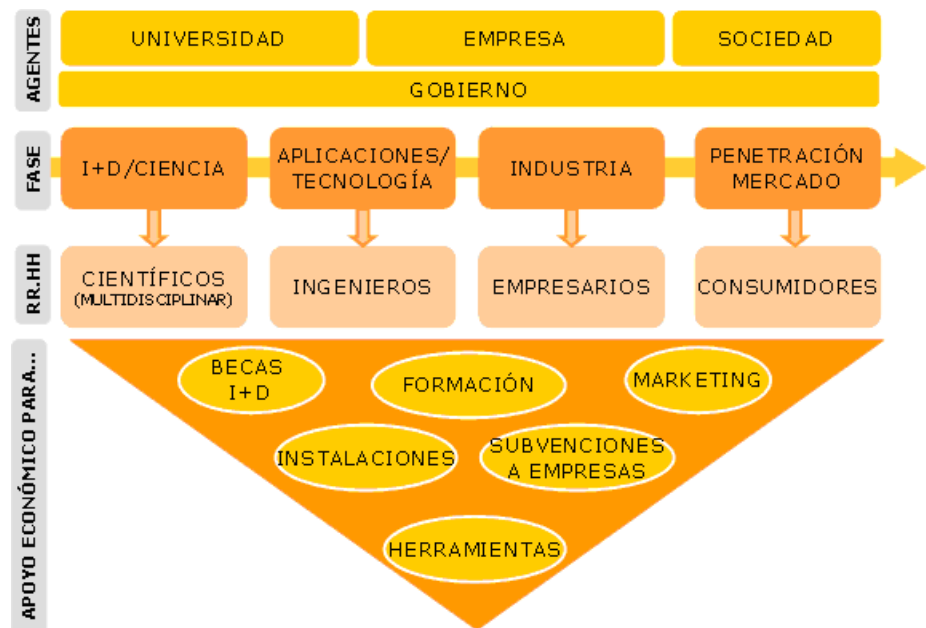 AGENTES
UNIVERSIDAD
EMPRESA
SOCIEDAD
GOBIERNO
FASE
I+D/CIENCIA
APLICACIONES/
TECNOLOGÍA
INDUSTRIA
PENETRACIÓN
MERCADO
RR.HH
CIENTÍFICOS
(MULTIDISCIPLINAR)
INGENIEROS
EMPRESARIOS
CONSUMIDORES
APOYO ECONÓMICO PARA...
BECAS
I+D
FORMACIÓN
MARKETING
INSTALACIONES
SUBVENCIONES
A EMPRESAS
HERRAMIENTAS